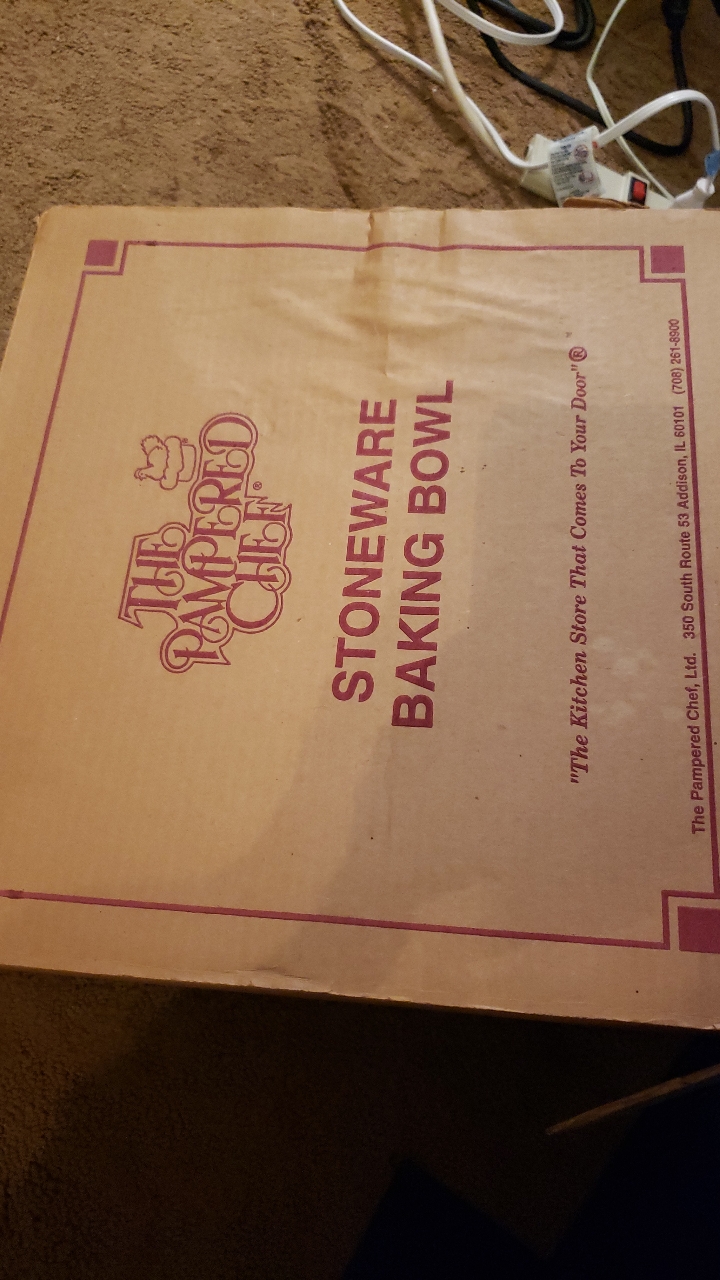 THE
PAMPERED
CHEF®
STONEWARE
BAKING BOWL
"The Kitchen Store That Comes To Your Door"®
The Pampered Chef, Ltd. 350 South Route 53 Addison, IL 60101 (708) 261-8900